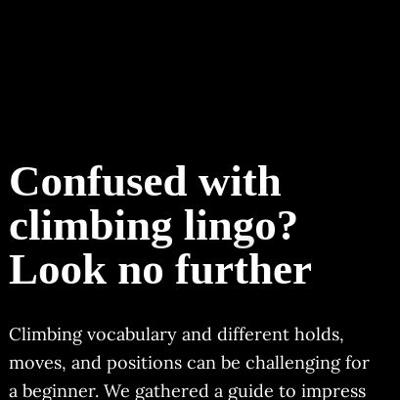 Confused with
climbing lingo?
Look no further
Climbing vocabulary and different holds,
moves, and positions can be challenging for
a beginner. We gathered a guide to impress